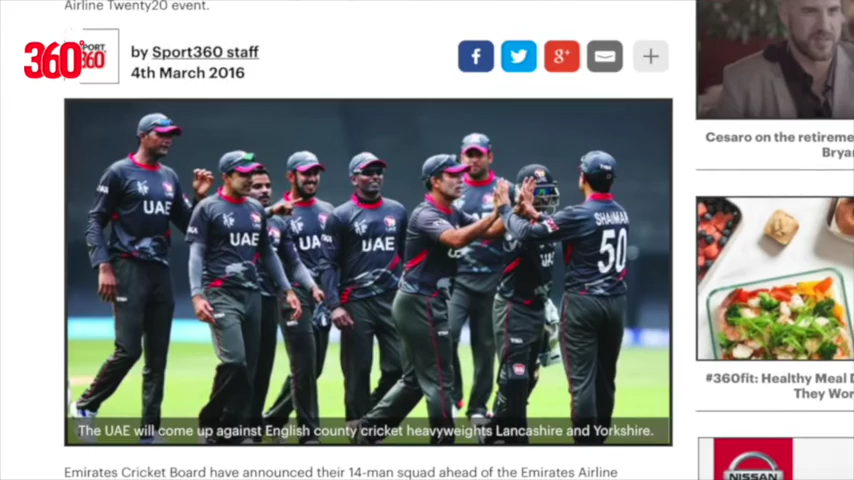 Airline Twenty20 event.
360°
SPORT
360°
by Sport360 staff
4th March 2016
f
g+
+
UAE
UAE
UA
UAE
UAE
SHAIMAN
50
The UAE will come up against English county cricket heavyweights Lancashire and Yorkshire.
Emirates Cricket Board have announced their 14-man squad ahead of the Emirates Airline
Cesaro on the retireme
Bryan
#360fit: Healthy Meal D
They Wor
NISSAN